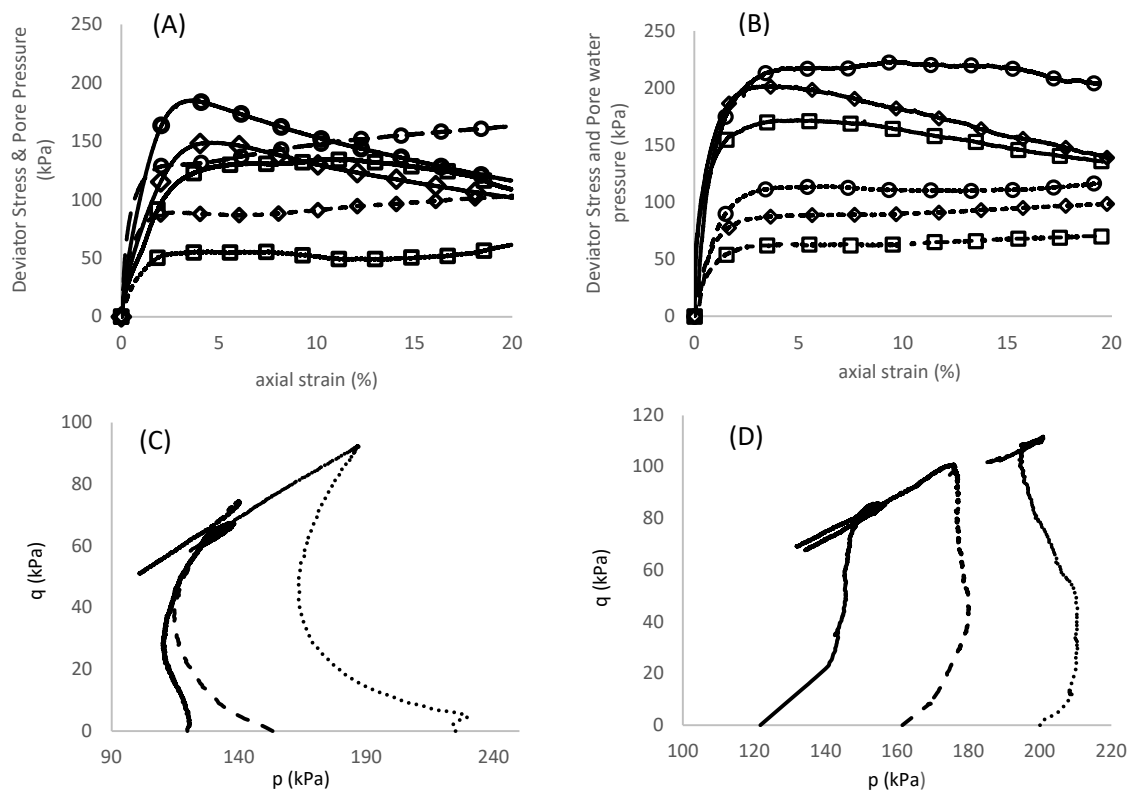 (A)
250
200
150
100
50
0
0 5 10 15 20
Deviator Stress & Pore Pressure
(kPa)
axial strain (%)
(B)
250
200
150
100
50
0
0 5 10 15 20
Deviator Stress and Pore water
pressure (kPa)
axial strain (%)
(C)
100
80
60
40
20
0
90 140 190 240
q (kPa)
p (kPa)
(D)
120
100
80
60
40
20
0
100 120 140 160 180 200 220
q (kPa)
p (kPa)